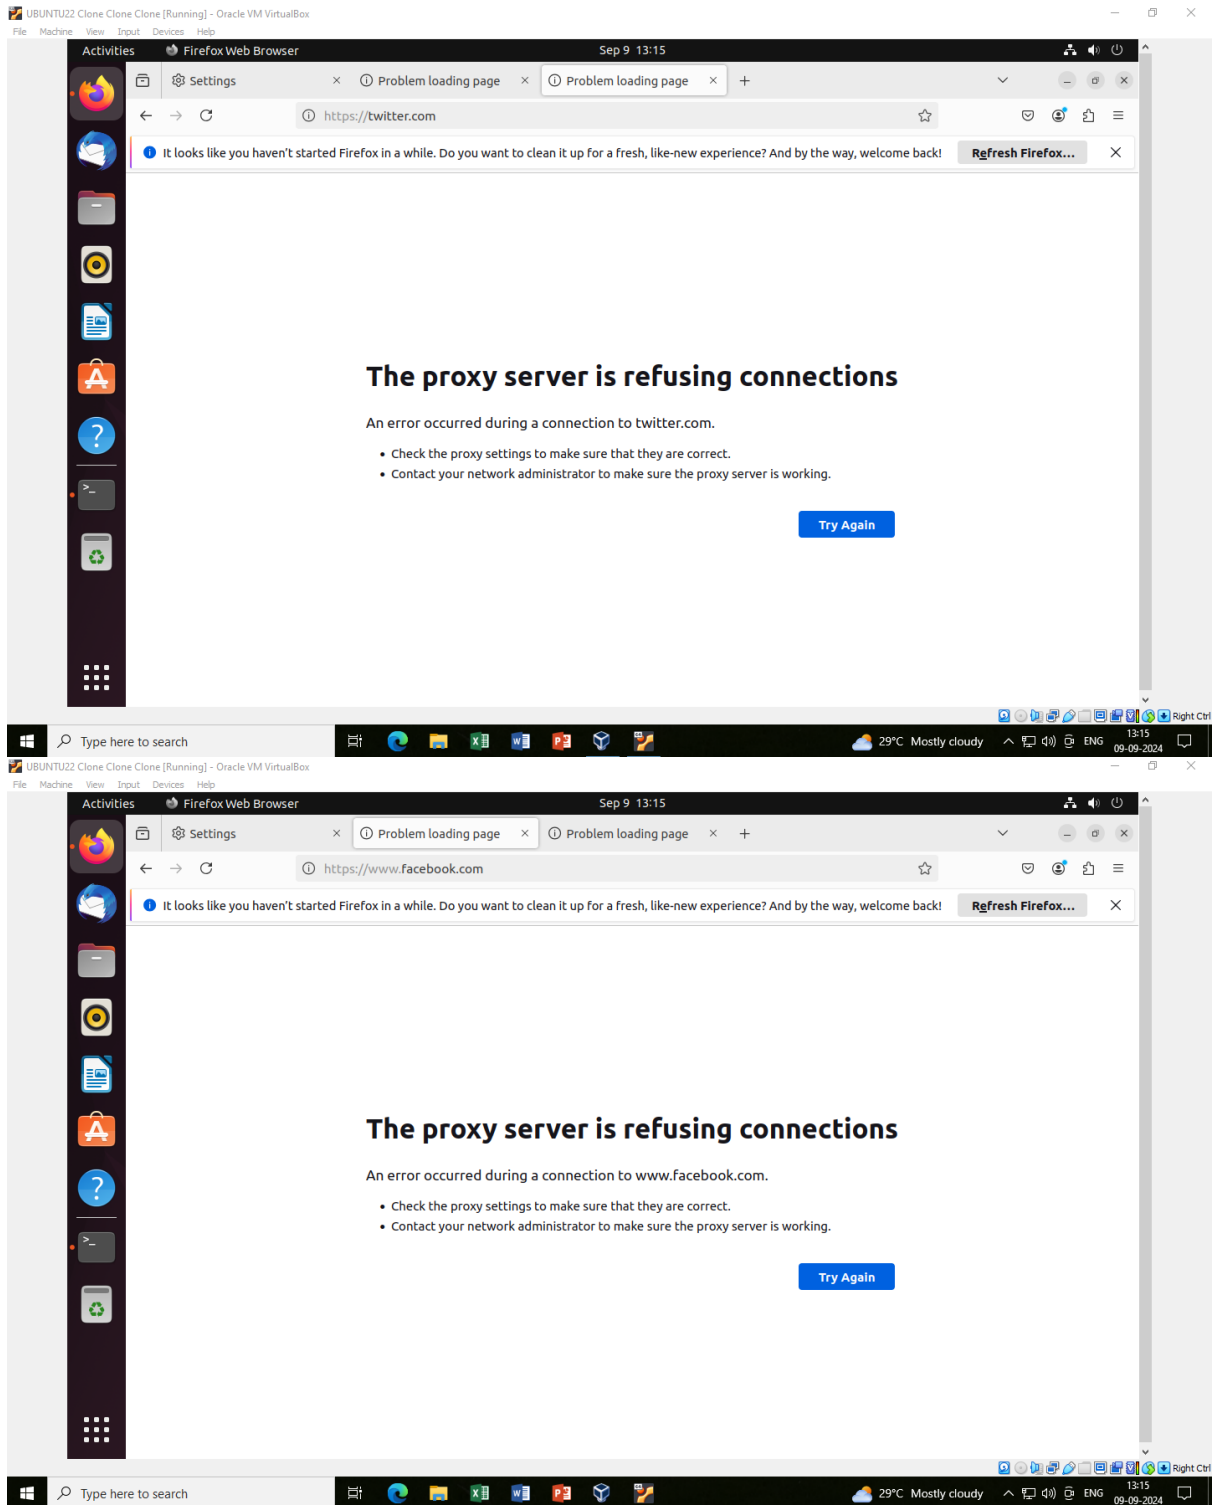 UBUNTU22 Clone Clone Clone [Running] - Oracle VM VirtualBox
File Machine View Input Devices Help
Activities Firefox Web Browser Sep 9 13:15
Settings Problem loading page Problem loading page
https://twitter.com
It looks like you haven't started Firefox in a while. Do you want to clean it up for a fresh, like-new experience? And by the way, welcome back! Refresh Firefox...
The proxy server is refusing connections
An error occurred during a connection to twitter.com.
• Check the proxy settings to make sure that they are correct.
• Contact your network administrator to make sure the proxy server is working.
Try Again
Right Ctrl
Type here to search 29°C Mostly cloudy ENG 13:15
09-09-2024
UBUNTU22 Clone Clone Clone [Running] - Oracle VM VirtualBox
File Machine View Input Devices Help
Activities Firefox Web Browser Sep 9 13:15
Settings Problem loading page Problem loading page
https://www.facebook.com
It looks like you haven't started Firefox in a while. Do you want to clean it up for a fresh, like-new experience? And by the way, welcome back! Refresh Firefox...
The proxy server is refusing connections
An error occurred during a connection to www.facebook.com.
• Check the proxy settings to make sure that they are correct.
• Contact your network administrator to make sure the proxy server is working.
Try Again
Right Ctrl
Type here to search 29°C Mostly cloudy ENG 13:15
09-09-2024